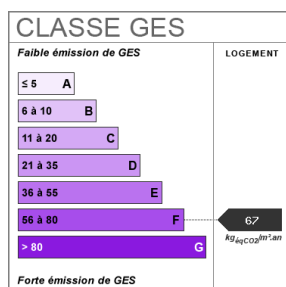 CLASSE GES
Faible émission de GES
LOGEMENT
≤ 5 A
6 à 10 B
11 à 20 C
21 à 35 D
36 à 55 E
56 à 80 F
67
kgéqCO2/m².an
> 80 G
Forte émission de GES